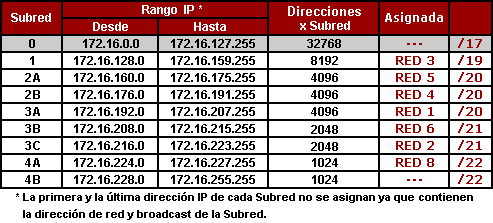 Subred Rango IP * Direcciones x Subred Asignada
Desde Hasta
0 172.16.0.0 172.16.127.255 32768 --- /17
1 172.16.128.0 172.16.159.255 8192 RED 3 /19
2A 172.16.160.0 172.16.175.255 4096 RED 5 /20
2B 172.16.176.0 172.16.191.255 4096 RED 4 /20
3A 172.16.192.0 172.16.207.255 4096 RED 1 /20
3B 172.16.208.0 172.16.215.255 2048 RED 6 /21
3C 172.16.216.0 172.16.223.255 2048 RED 2 /21
4A 172.16.224.0 172.16.227.255 1024 RED 8 /22
4B 172.16.228.0 172.16.255.255 1024 --- /22
* La primera y la última dirección IP de cada Subred no se asignan ya que contienen
la dirección de red y broadcast de la Subred.